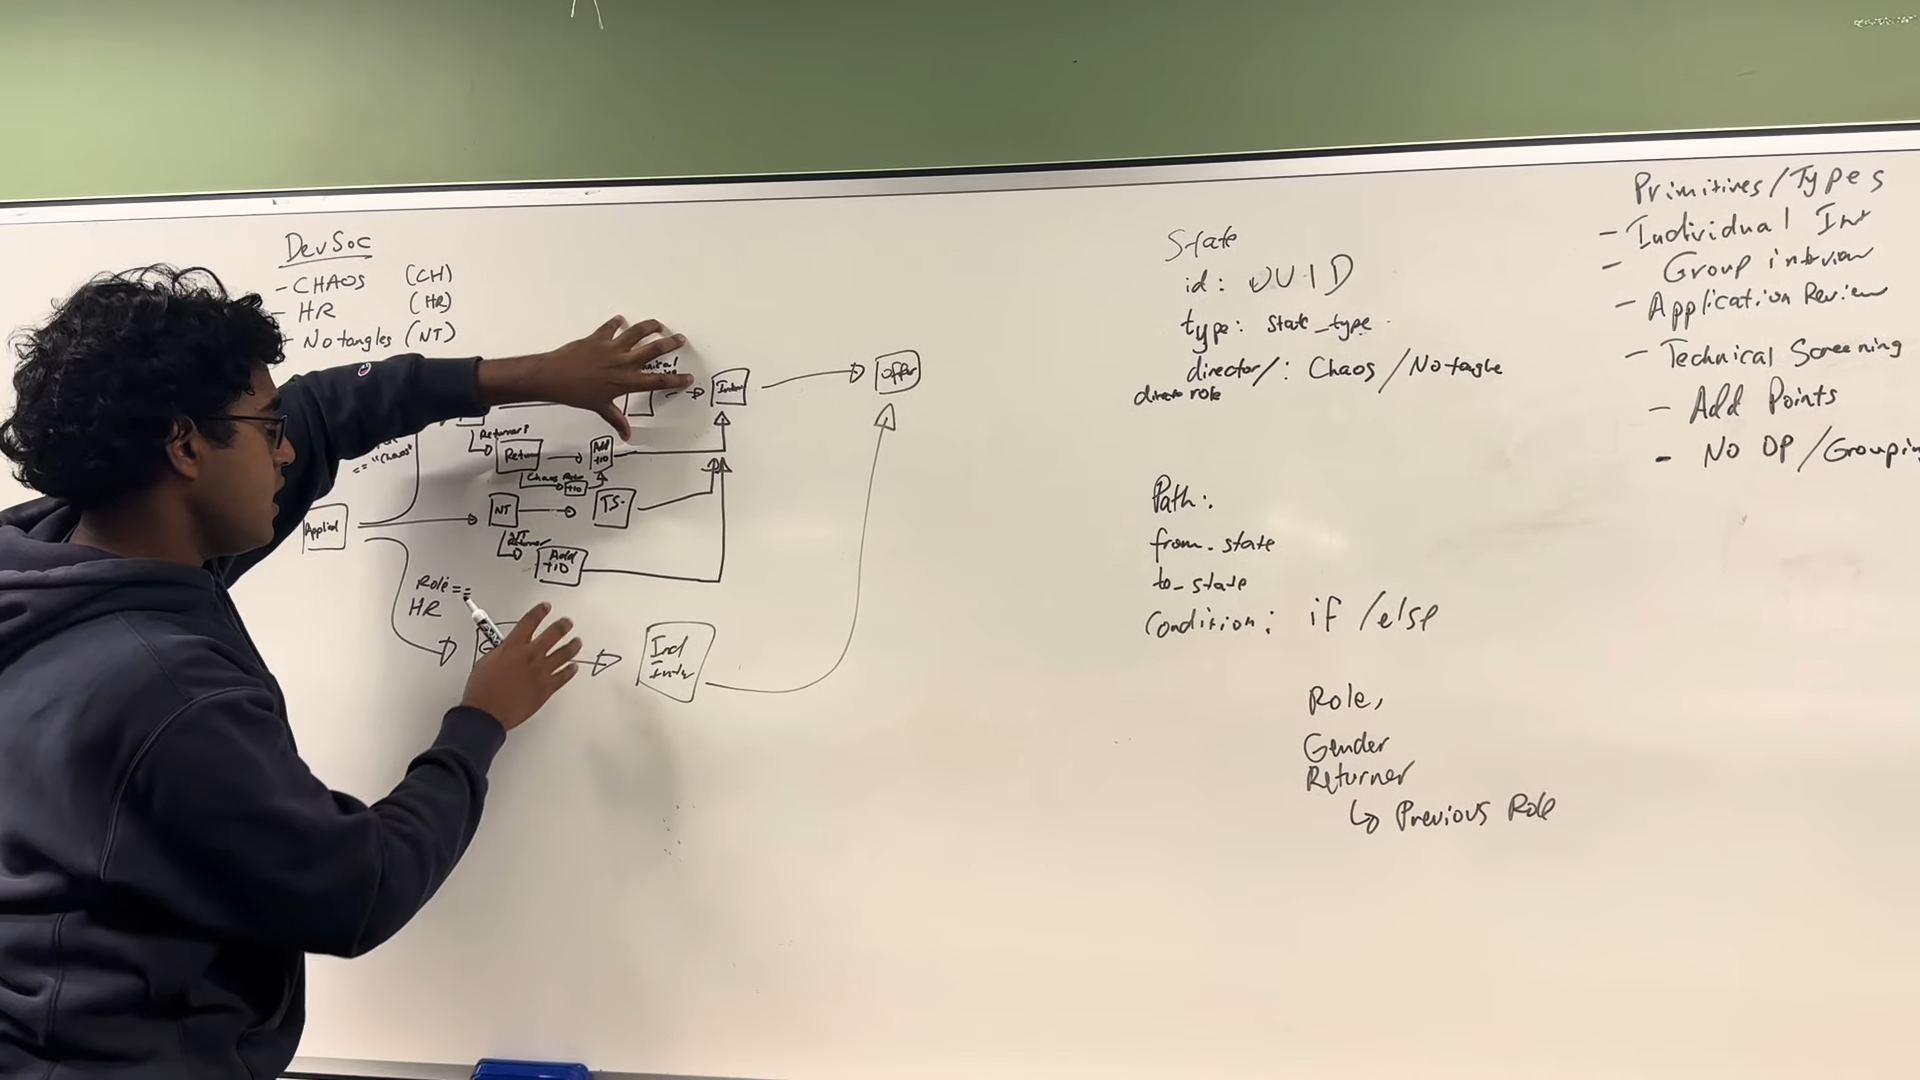 DevSoc
- CHAOS (CH)
- HR (HR)
- Notangles (NT)
== "Chaos"
Applied
Returner?
Return
Add
+10
Chaos Role
+10
NT
TS.
NT
Returner
Add
+10
Role ==
HR
Ind
Offer
State
id: UUID
type: state_type
director/: Chaos/Notangle
director role
Path:
from_state
to_state
Condition: if/else
Role,
Gender
Returner
↳ Previous Role
Primitives/Types
- Individual Int
- Group interview
- Application Review
- Technical Screening
- Add Points
- No OP/Groupin